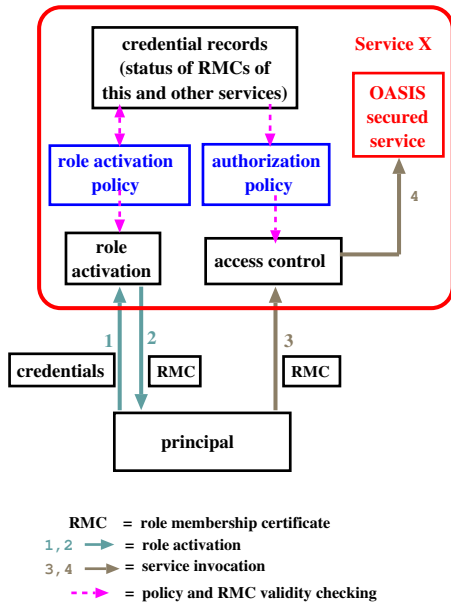 credential records
(status of RMCs of
this and other services)
Service X
OASIS
secured
service
role activation
policy
authorization
policy
4
role
activation
access control
1
2
3
credentials
RMC
RMC
principal
RMC = role membership certificate
1,2 = role activation
3,4 = service invocation
= policy and RMC validity checking